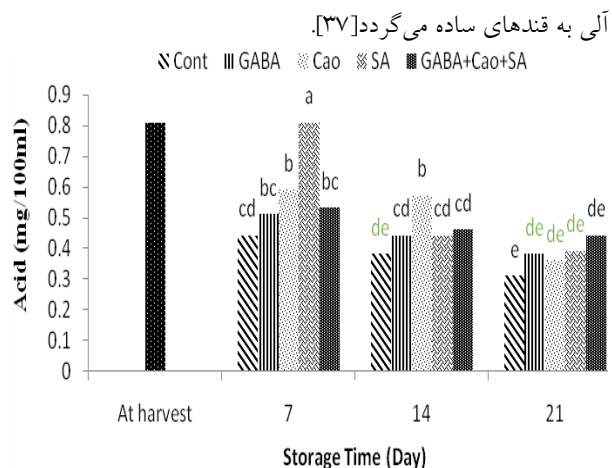 آلی به قندهای ساده می‌گردد[۳۷].
Cont GABA Cao SA GABA+Cao+SA
Acid (mg/100ml)
0.9
0.8
0.7
0.6
0.5
0.4
0.3
0.2
0.1
0
cd bc b a bc
de cd b cd cd
e de de de de
At harvest 7 14 21
Storage Time (Day)